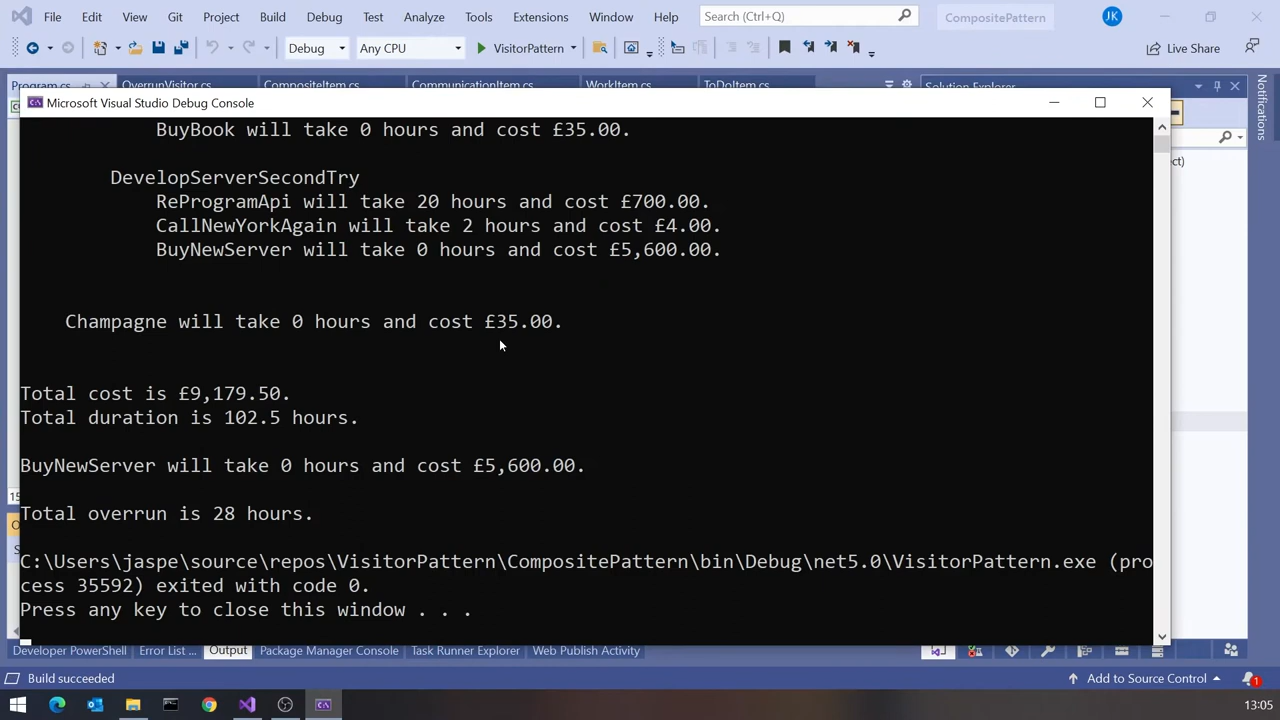 File Edit View Git Project Build Debug Test Analyze Tools Extensions Window Help Search (Ctrl+Q) CompositePattern JK
Debug Any CPU VisitorPattern Live Share
Program.cs OverrunVisitor.cs CompositeItem.cs CommunicationItem.cs WorkItem.cs ToDoItem.cs Solution Explorer
Notifications
Microsoft Visual Studio Debug Console
BuyBook will take 0 hours and cost £35.00.
DevelopServerSecondTry
ReProgramApi will take 20 hours and cost £700.00.
CallNewYorkAgain will take 2 hours and cost £4.00.
BuyNewServer will take 0 hours and cost £5,600.00.
Champagne will take 0 hours and cost £35.00.
Total cost is £9,179.50.
Total duration is 102.5 hours.
BuyNewServer will take 0 hours and cost £5,600.00.
Total overrun is 28 hours.
C:\Users\jaspe\source\repos\VisitorPattern\CompositePattern\bin\Debug\net5.0\VisitorPattern.exe (pro
cess 35592) exited with code 0.
Press any key to close this window . . .
Developer PowerShell Error List ... Output Package Manager Console Task Runner Explorer Web Publish Activity
Build succeeded Add to Source Control 1
13:05